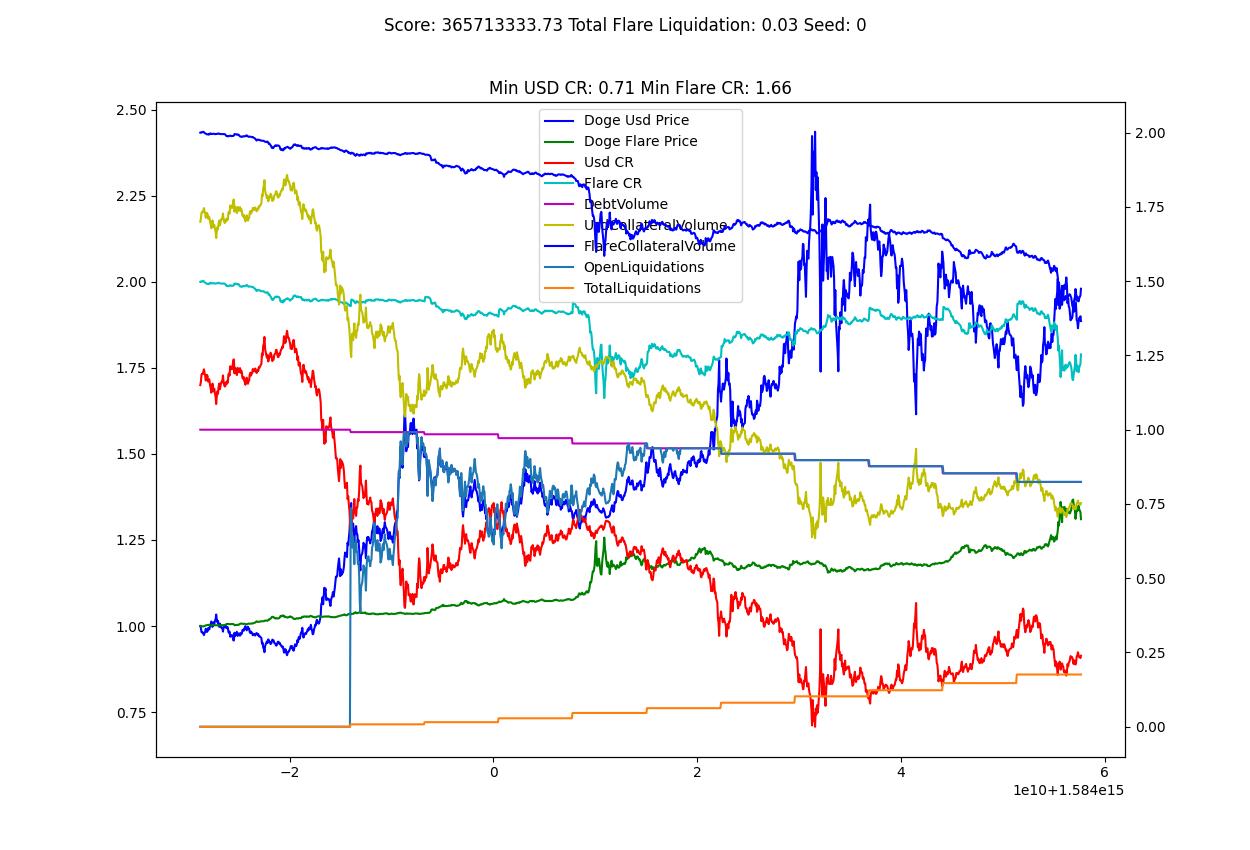 Score: 365713333.73 Total Flare Liquidation: 0.03 Seed: 0
Min USD CR: 0.71 Min Flare CR: 1.66
Doge Usd Price
Doge Flare Price
Usd CR
Flare CR
DebtVolume
UsdCollateralVolume
FlareCollateralVolume
OpenLiquidations
TotalLiquidations
2.50
2.25
2.00
1.75
1.50
1.25
1.00
0.75
2.00
1.75
1.50
1.25
1.00
0.75
0.50
0.25
0.00
−2
0
2
4
6
1e10+1.584e15